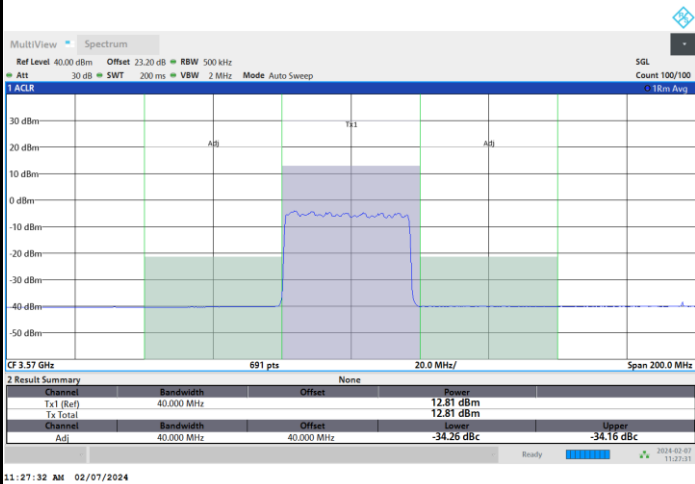 MultiView Spectrum
Ref Level 40.00 dBm Offset 23.20 dB RBW 500 kHz SGL
Att 30 dB SWT 200 ms VBW 2 MHz Mode Auto Sweep Count 100/100
1 ACLR 1Rm Avg
30 dBm
Tx1
20 dBm
Adj Adj
10 dBm
0 dBm
-10 dBm
-20 dBm
-30 dBm
-40 dBm
-50 dBm
CF 3.57 GHz 691 pts 20.0 MHz/ Span 200.0 MHz
2 Result Summary None
Channel Bandwidth Offset Power
Tx1 (Ref) 40.000 MHz 12.81 dBm
Tx Total 12.81 dBm
Channel Bandwidth Offset Lower Upper
Adj 40.000 MHz 40.000 MHz -34.26 dBc -34.16 dBc
Ready 2024-02-07
11:27:31
11:27:32 AM 02/07/2024